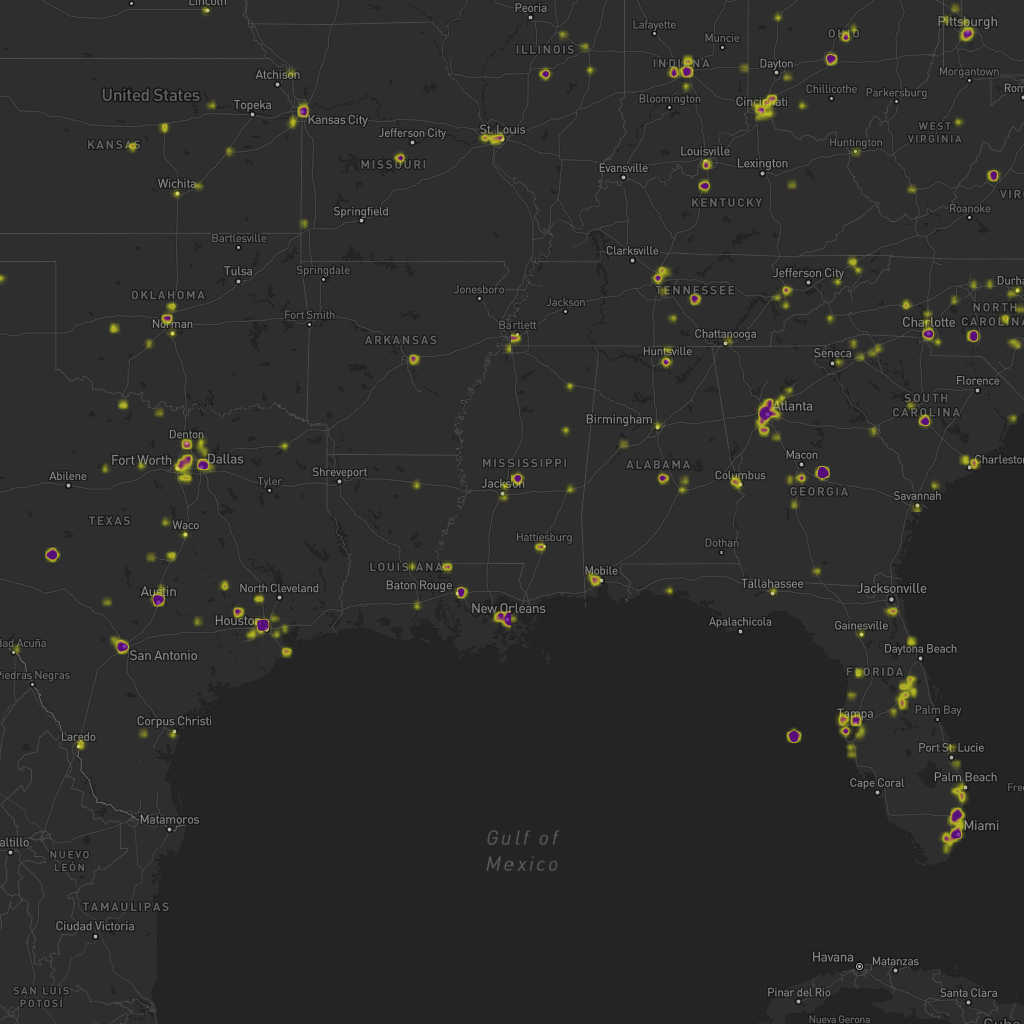 Lincoln
Peoria
Lafayette
Muncie
OHIO
Pittsburgh
ILLINOIS
INDIANA
Dayton
Morgantown
Atchison
United States
Bloomington
Cincinnati
Chillicothe
Parkersburg
Topeka
Kansas City
St. Louis
Jefferson City
WEST
VIRGINIA
KANSAS
MISSOURI
Louisville
Lexington
Huntington
Evansville
Wichita
KENTUCKY
Springfield
Roanoke
Bartlesville
Clarksville
Tulsa
Springdale
Jefferson City
OKLAHOMA
Jonesboro
TENNESSEE
Jackson
NORTH
CAROLINA
Norman
Fort Smith
Bartlett
Charlotte
ARKANSAS
Chattanooga
Huntsville
Seneca
Florence
SOUTH
CAROLINA
Atlanta
Birmingham
Denton
Fort Worth
Dallas
Macon
Charleston
MISSISSIPPI
ALABAMA
Abilene
Shreveport
Tyler
Jackson
Columbus
GEORGIA
Savannah
TEXAS
Waco
Hattiesburg
Dothan
LOUISIANA
Mobile
Baton Rouge
Tallahassee
Austin
North Cleveland
Jacksonville
New Orleans
Houston
Apalachicola
Gainesville
San Antonio
Daytona Beach
Piedras Negras
FLORIDA
Corpus Christi
Tampa
Palm Bay
Laredo
Port St. Lucie
Palm Beach
Cape Coral
Matamoros
Miami
Gulf of
Mexico
NUEVO
LEÓN
TAMAULIPAS
Ciudad Victoria
Havana
Matanzas
SAN LUIS
POTOSÍ
Pinar del Río
Santa Clara
Nueva Gerona